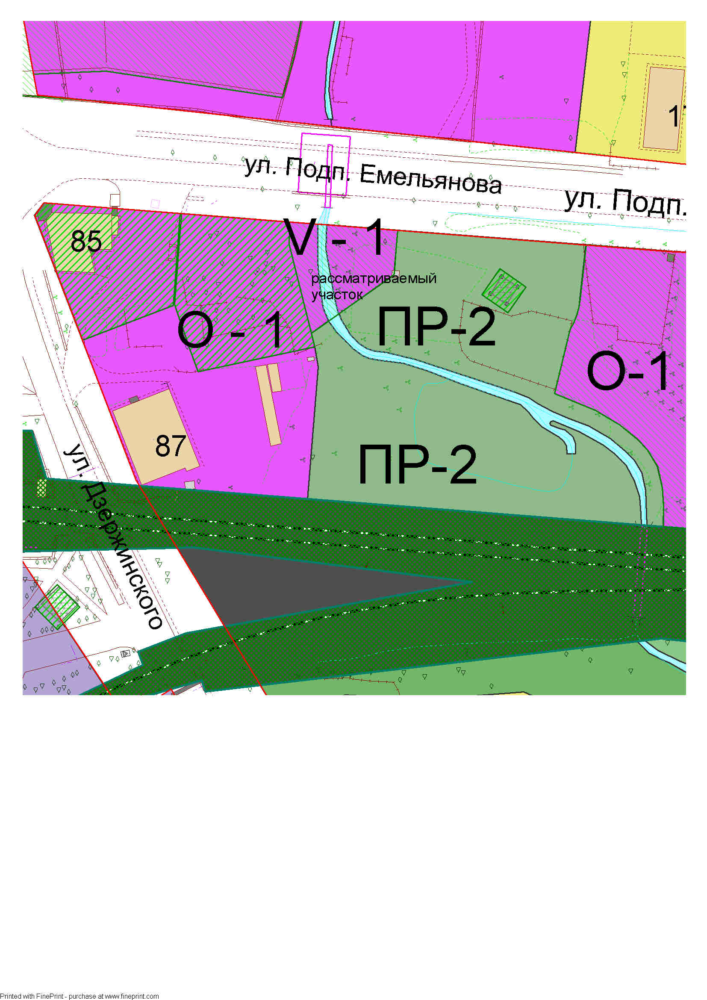 17
ул. Подп. Емельянова
ул. Подп.
V - 1
85
рассматриваемый
участок
О - 1
ПР-2
О-1
87
ПР-2
ул. Дзержинского
Printed with FinePrint - purchase at www.fineprint.com